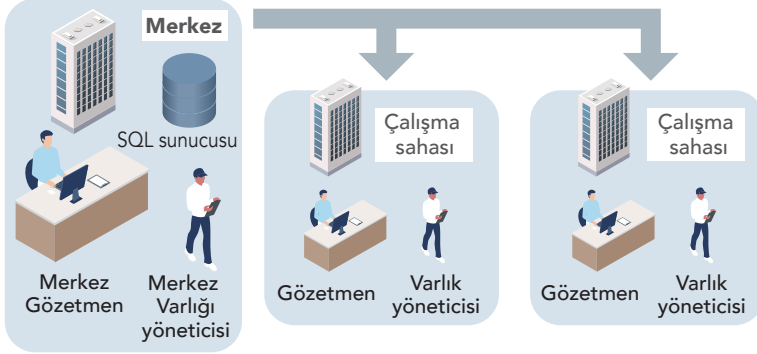 Merkez
SQL sunucusu
Merkez
Gözetmen
Merkez
Varlığı
yöneticisi
Çalışma
sahası
Gözetmen
Varlık
yöneticisi
Çalışma
sahası
Gözetmen
Varlık
yöneticisi